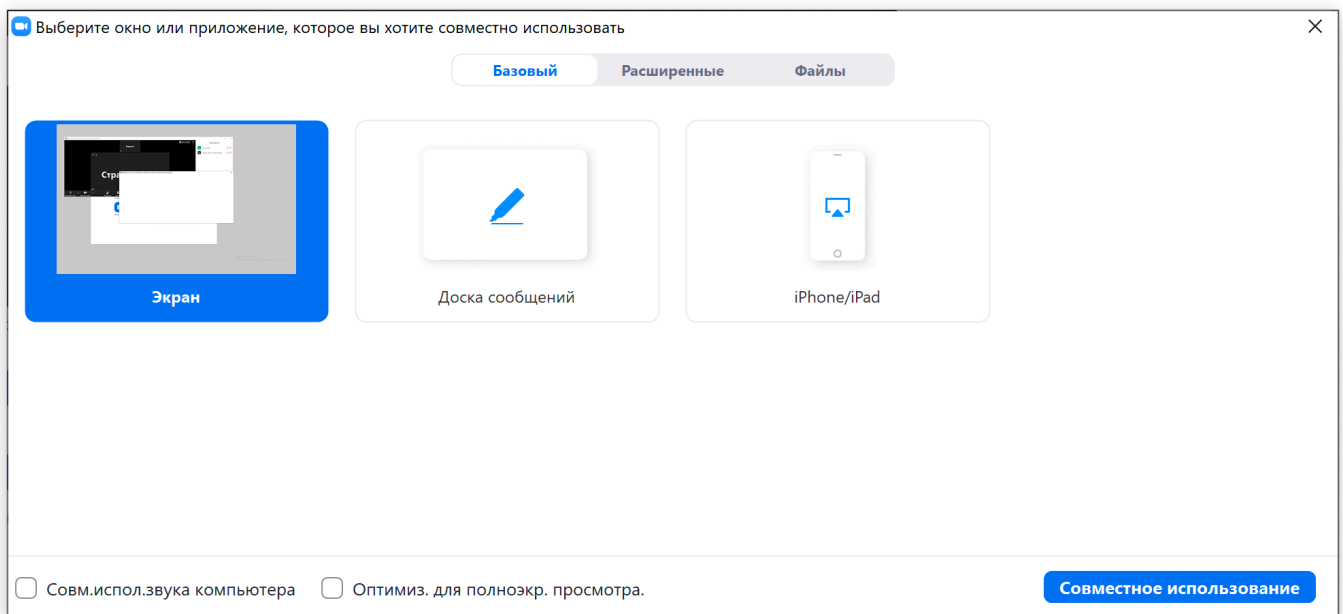 Выберите окно или приложение, которое вы хотите совместно использовать
Базовый
Расширенные
Файлы
Стра
Экран
Доска сообщений
iPhone/iPad
Совм.испол.звука компьютера
Оптимиз. для полноэкр. просмотра.
Совместное использование